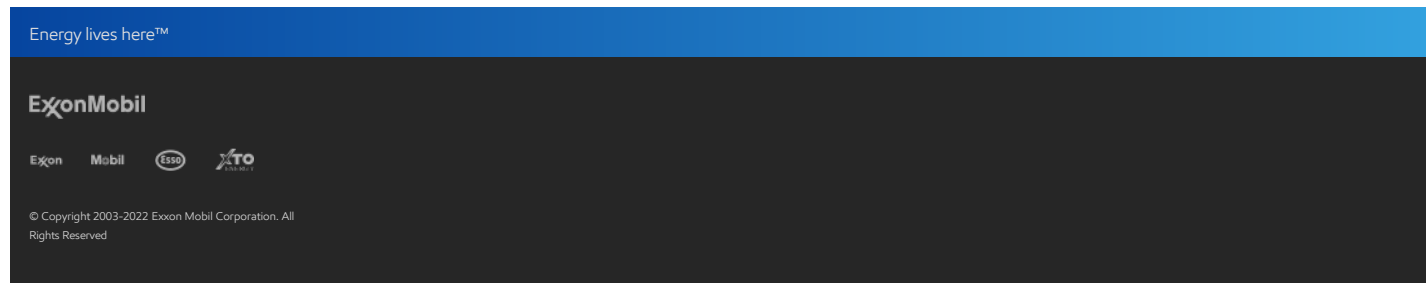 Energy lives here™
ExxonMobil
Exxon Mobil Esso XTO
© Copyright 2003-2022 Exxon Mobil Corporation. All
Rights Reserved